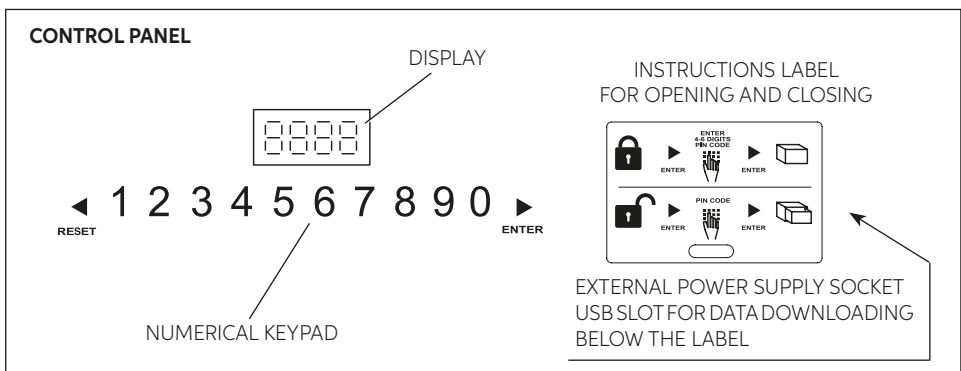 CONTROL PANEL
DISPLAY
INSTRUCTIONS LABEL
FOR OPENING AND CLOSING
8888
ENTER
4-6 DIGITS
PIN CODE
ENTER
ENTER
1 2 3 4 5 6 7 8 9 0
RESET
ENTER
PIN CODE
ENTER
ENTER
NUMERICAL KEYPAD
EXTERNAL POWER SUPPLY SOCKET
USB SLOT FOR DATA DOWNLOADING
BELOW THE LABEL